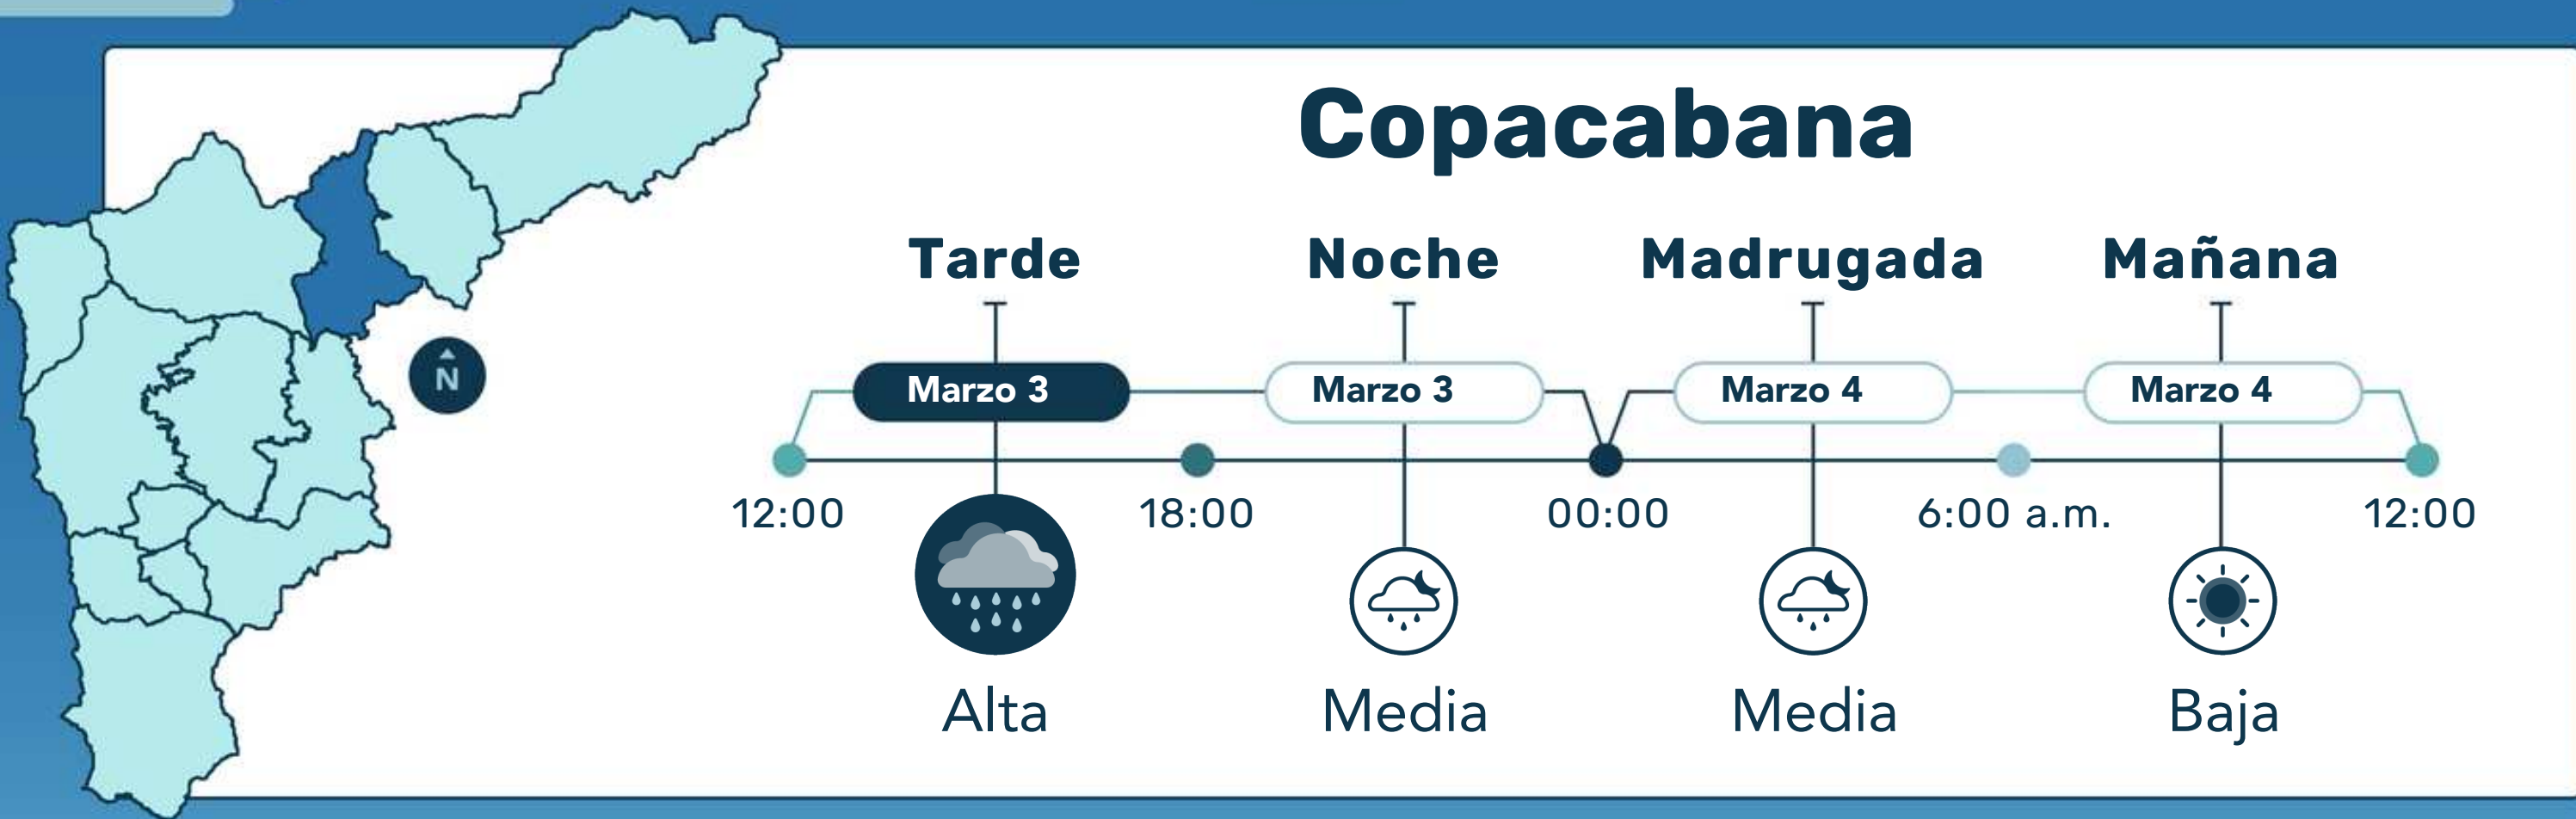 Copacabana
Tarde Noche Madrugada Mañana
N
Marzo 3 Marzo 3 Marzo 4 Marzo 4
12:00 18:00 00:00 6:00 a.m. 12:00
Alta Media Media Baja